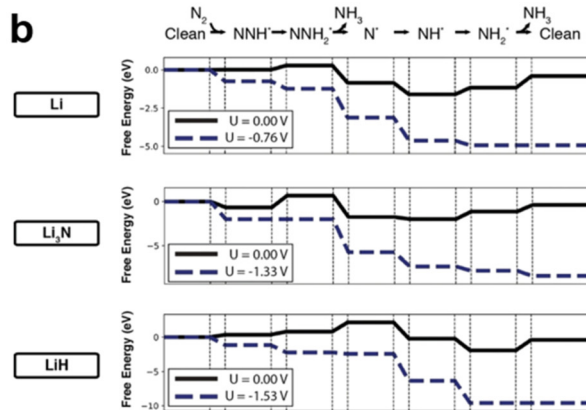 b
N₂ NH₃ NH₃
Clean NNH* NNH₂* N* NH* NH₂* Clean
Li
Free Energy (eV)
0.0
−2.5
−5.0
U = 0.00 V
U = -0.76 V
Li₃N
Free Energy (eV)
0
−5
U = 0.00 V
U = -1.33 V
LiH
Free Energy (eV)
0
−5
−10
U = 0.00 V
U = -1.53 V